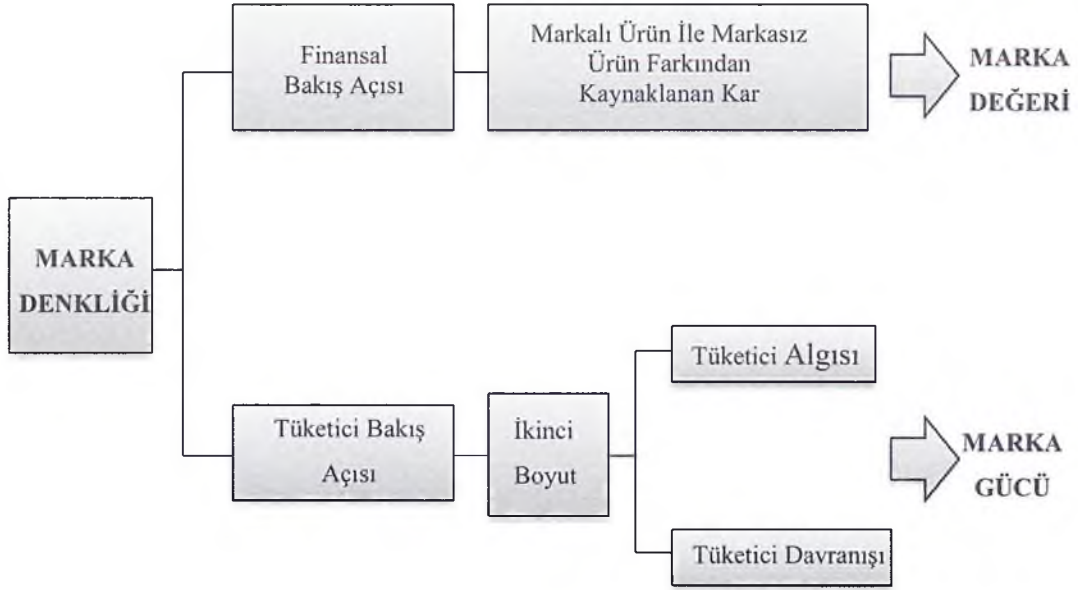 Finansal
Bakış Açısı
Markalı Ürün İle Markasız
Ürün Farkından
Kaynaklanan Kar
MARKA
DEĞERİ
MARKA
DENKLİĞİ
Tüketici Bakış
Açısı
İkinci
Boyut
Tüketici Algısı
Tüketici Davranışı
MARKA
GÜCÜ